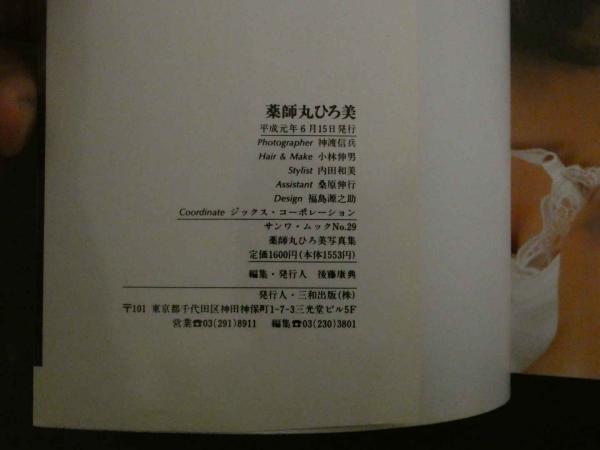 薬師丸ひろ美
平成元年6月15日発行
Photographer 神渡信兵
Hair & Make 小林伸男
Stylist 内田和美
Assistant 桑原伸行
Design 福島源之助
Coordinate ジックス・コーポレーション
サンワ・ムックNo.29
薬師丸ひろ美写真集
定価1600円(本体1553円)
編集・発行人 後藤康典
発行人・三和出版(株)
〒101 東京都千代田区神田神保町1-7-3三光堂ビル5F
営業☎03(291)8911 編集☎03(230)3801